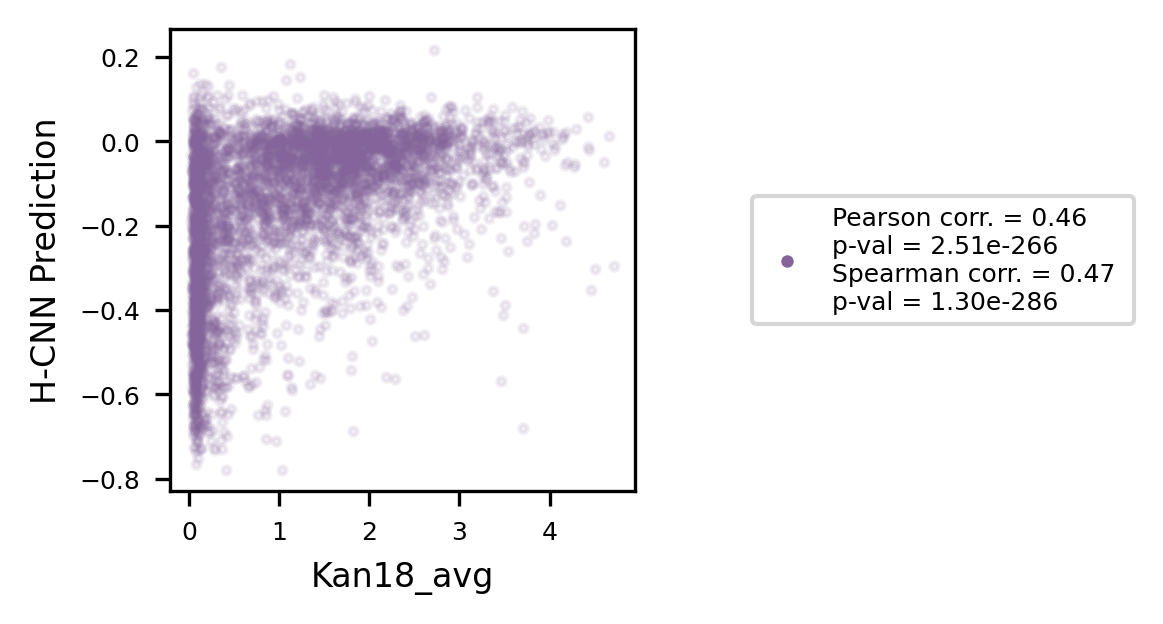 0.2
0.0
−0.2
−0.4
−0.6
−0.8
H-CNN Prediction
0 1 2 3 4
Kan18_avg
Pearson corr. = 0.46
p-val = 2.51e-266
Spearman corr. = 0.47
p-val = 1.30e-286